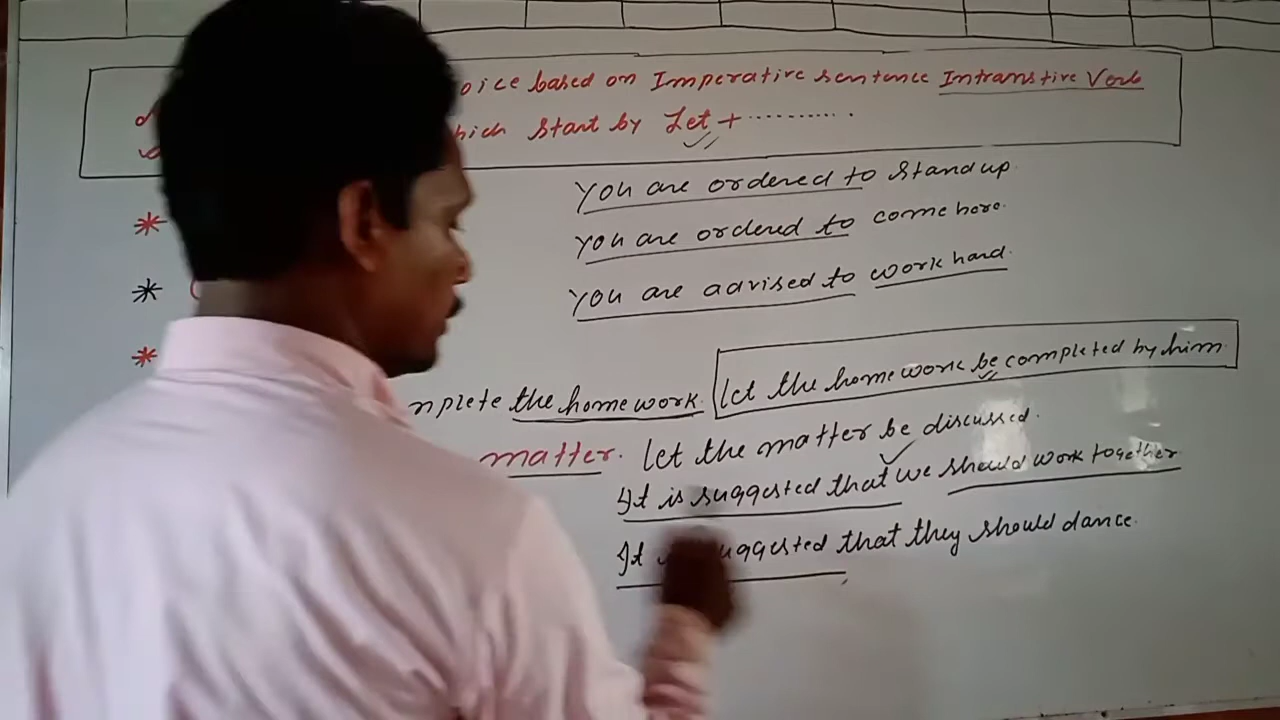 oice based on Imperative sentence Intranstive Verb
hich start by Let + ...........
You are ordered to stand up.
You are ordered to come here.
You are advised to work hard.
nplete the homework. Let the homework be completed by him.
matter. Let the matter be discussed.
It is suggested that we should work together
It is suggested that they should dance.